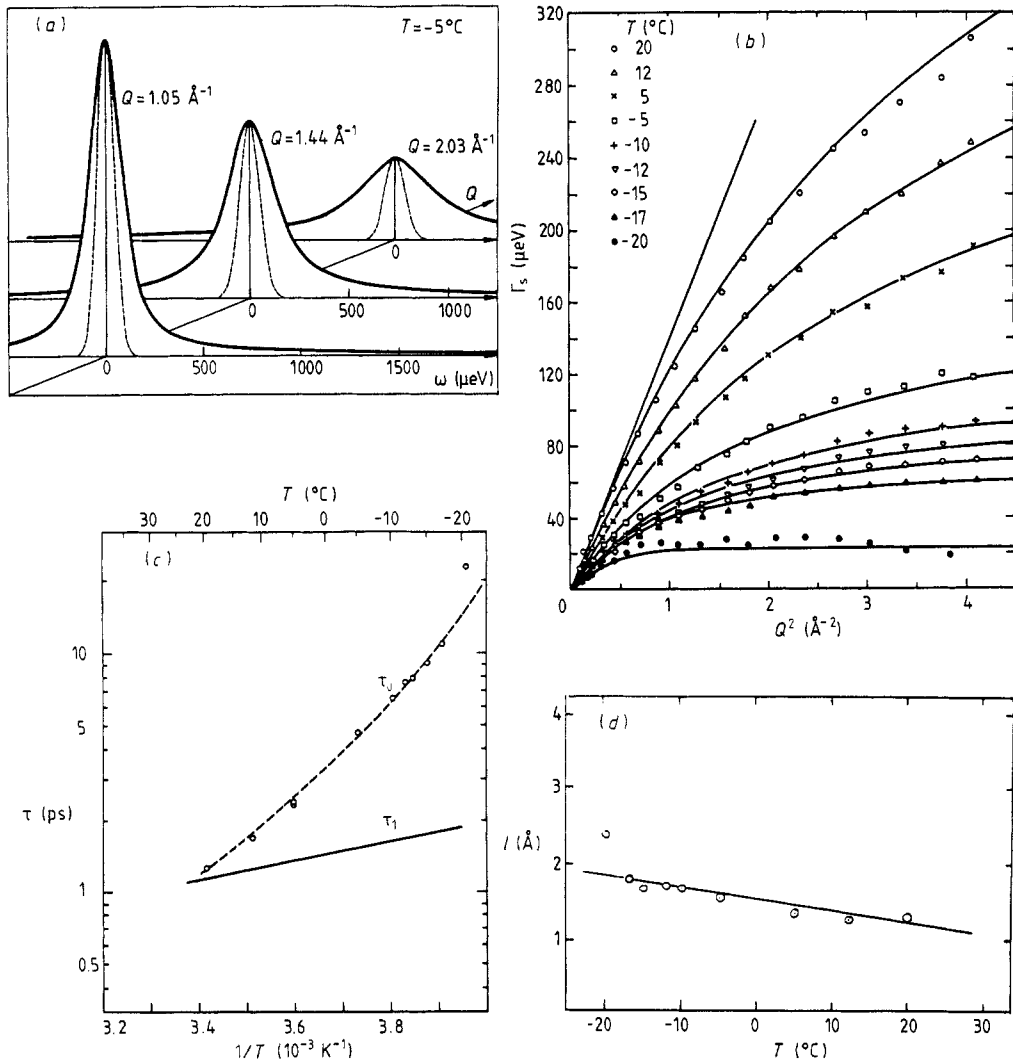 (a)
T=-5°C
Q=1.05 Å⁻¹
Q=1.44 Å⁻¹
Q=2.03 Å⁻¹
Q
0
0 500 1000
0 500 1000 1500
ω (μeV)
(b)
T (°C)
20
12
5
-5
-10
-12
-15
-17
-20
320
280
240
200
160
120
80
40
Γs (μeV)
0 1 2 3 4
Q² (Å⁻²)
T (°C)
30 20 10 0 -10 -20
(c)
10
5
1
0.5
τ (ps)
τ₁
3.2 3.4 3.6 3.8
1/T (10⁻³ K⁻¹)
(d)
4
3
2
1
l (Å)
-20 -10 0 10 20 30
T (°C)